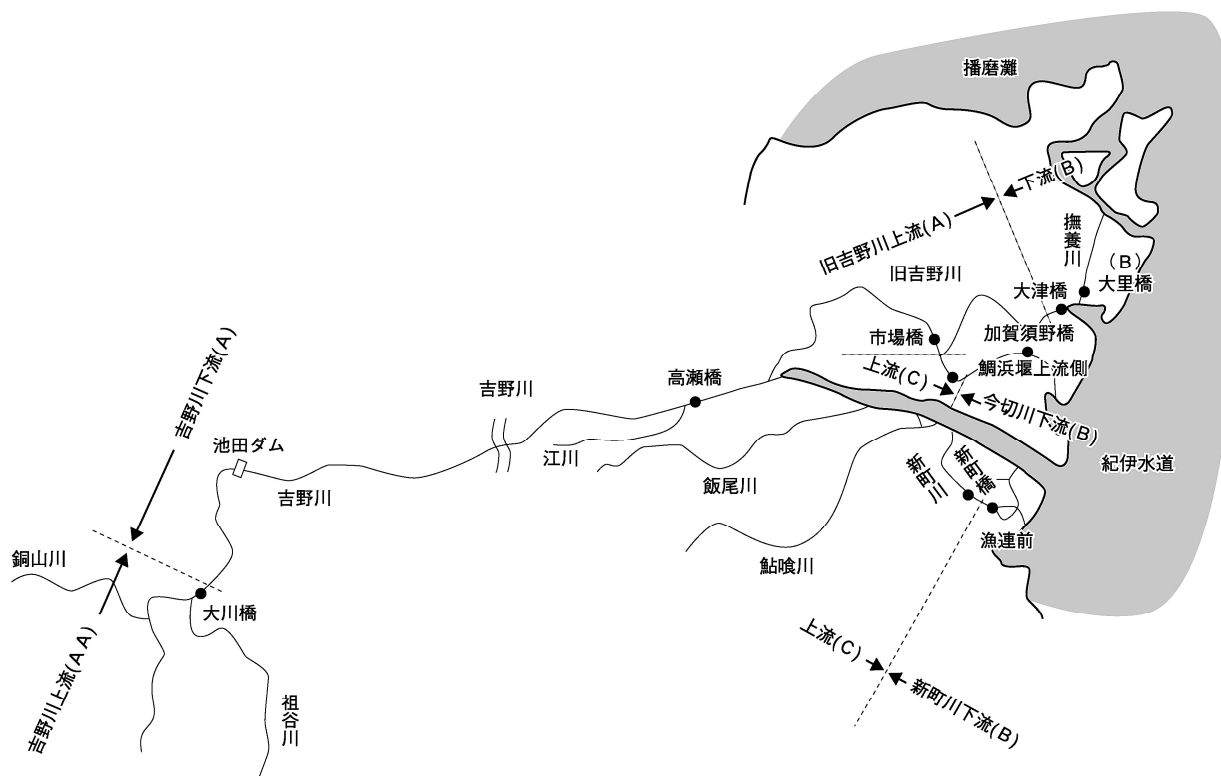 播磨灘
下流(B)
旧吉野川上流(A)
撫養川
(B)
大里橋
旧吉野川
大津橋
市場橋
加賀須野橋
鯛浜堰上流側
上流(C)
今切川下流(B)
高瀬橋
吉野川
吉野川下流(A)
池田ダム
吉野川
江川
飯尾川
新町川
新町橋
紀伊水道
漁連前
鮎喰川
銅山川
大川橋
吉野川上流(AA)
祖谷川
上流(C)
新町川下流(B)